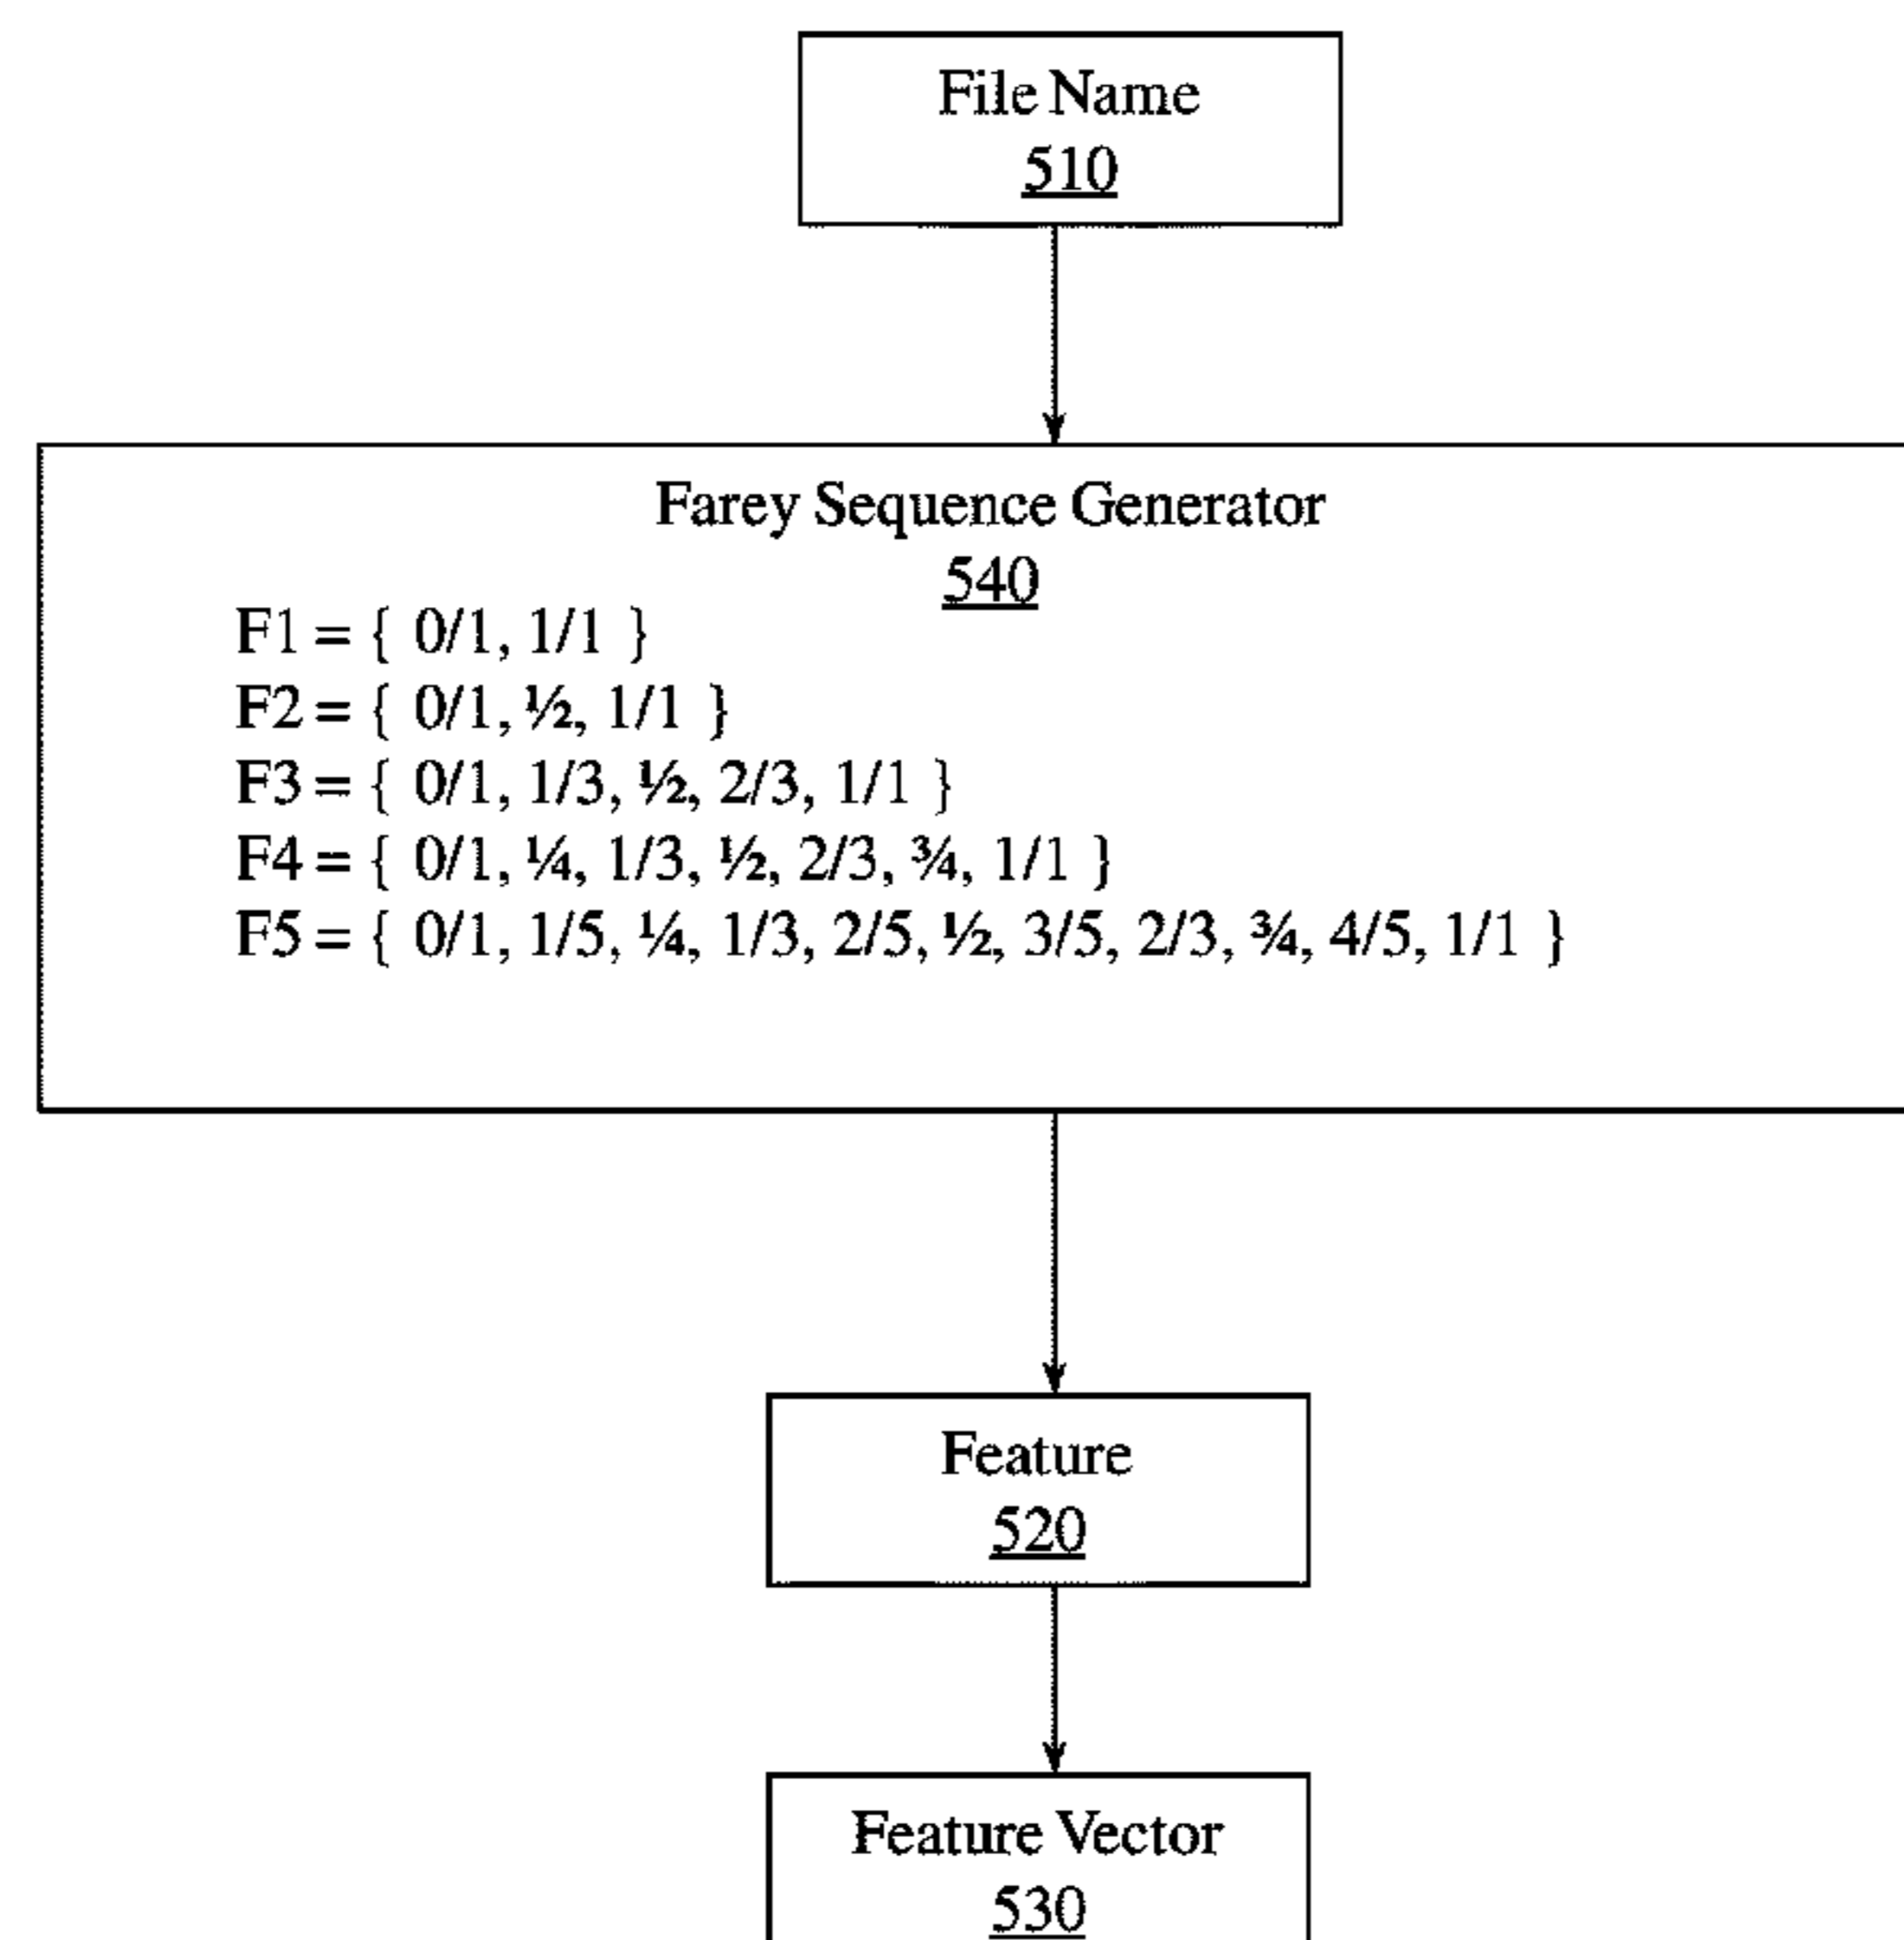 File Name
510
Farey Sequence Generator
540
F1 = { 0/1, 1/1 }
F2 = { 0/1, ½, 1/1 }
F3 = { 0/1, 1/3, ½, 2/3, 1/1 }
F4 = { 0/1, ¼, 1/3, ½, 2/3, ¾, 1/1 }
F5 = { 0/1, 1/5, ¼, 1/3, 2/5, ½, 3/5, 2/3, ¾, 4/5, 1/1 }
Feature
520
Feature Vector
530